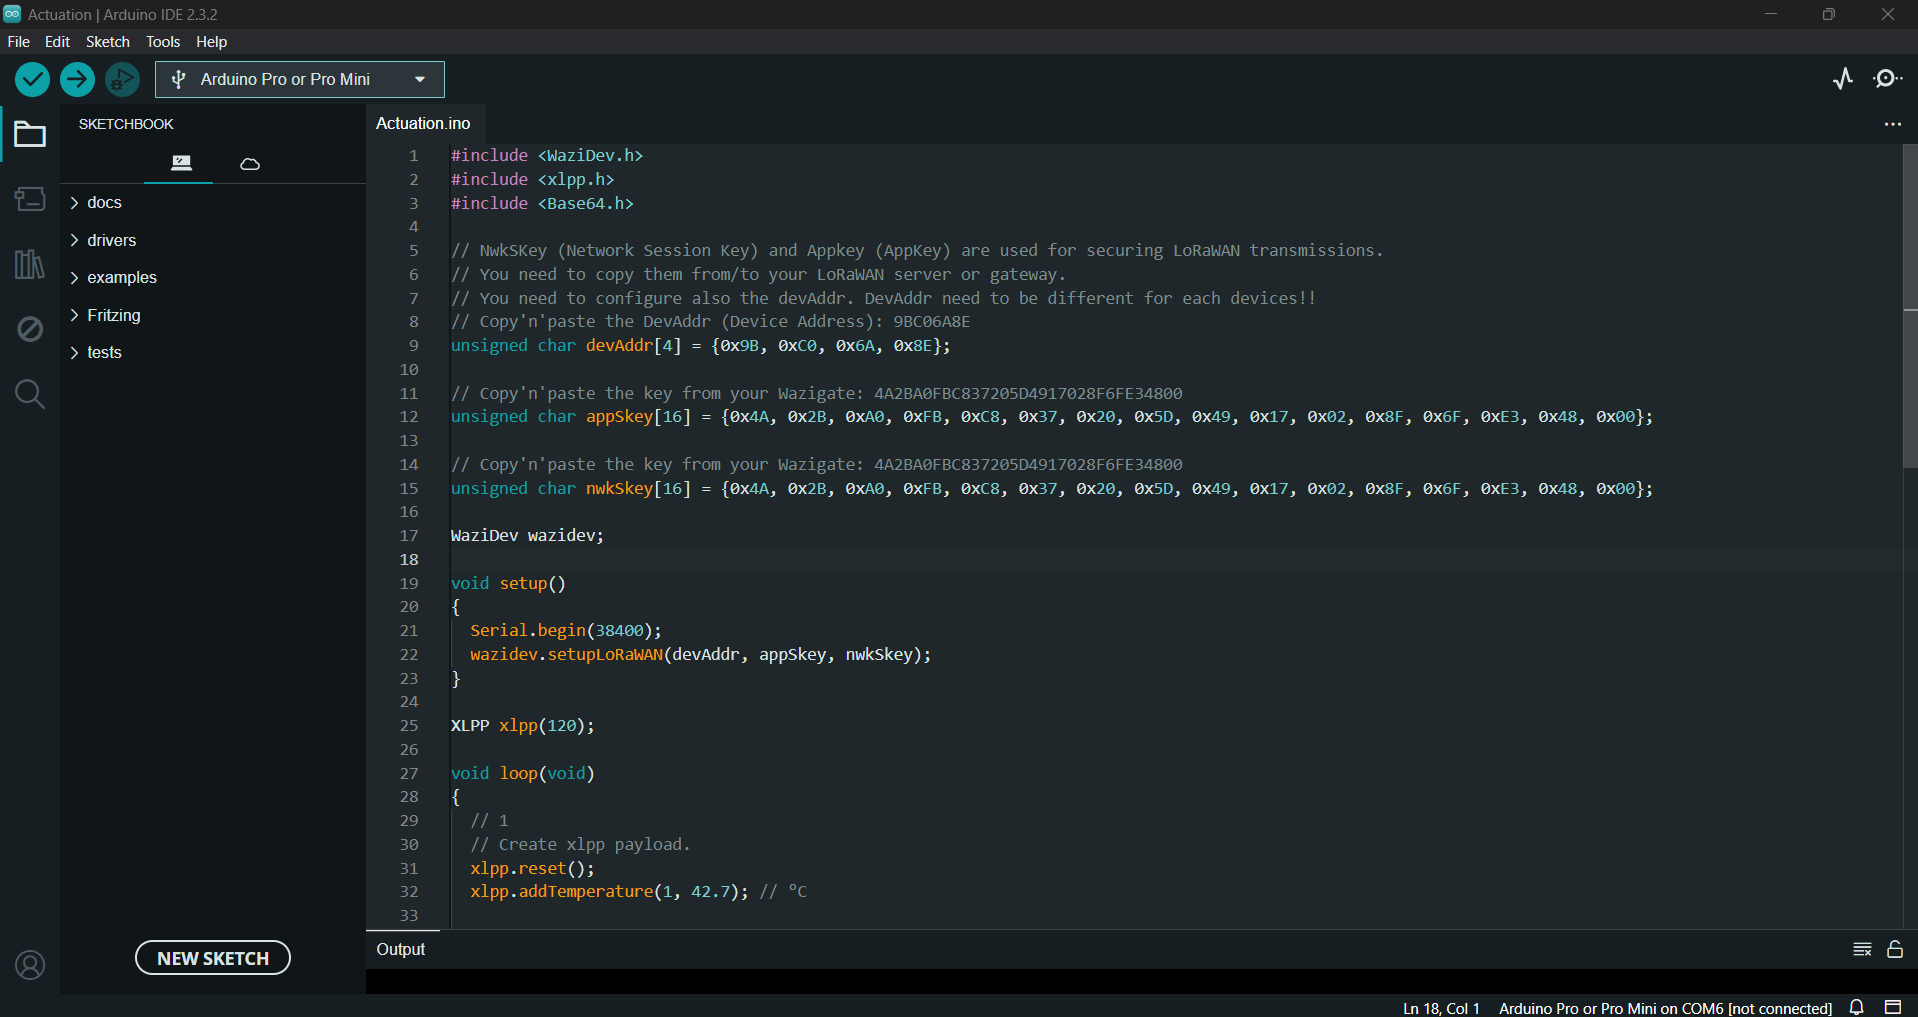 Actuation | Arduino IDE 2.3.2
File Edit Sketch Tools Help
Arduino Pro or Pro Mini
SKETCHBOOK
docs
drivers
examples
Fritzing
tests
NEW SKETCH
Actuation.ino
1 #include <WaziDev.h>
2 #include <xlpp.h>
3 #include <Base64.h>
4
5 // NwkSKey (Network Session Key) and Appkey (AppKey) are used for securing LoRaWAN transmissions.
6 // You need to copy them from/to your LoRaWAN server or gateway.
7 // You need to configure also the devAddr. DevAddr need to be different for each devices!!
8 // Copy'n'paste the DevAddr (Device Address): 9BC06A8E
9 unsigned char devAddr[4] = {0x9B, 0xC0, 0x6A, 0x8E};
10
11 // Copy'n'paste the key from your Wazigate: 4A2BA0FBC837205D4917028F6FE34800
12 unsigned char appSkey[16] = {0x4A, 0x2B, 0xA0, 0xFB, 0xC8, 0x37, 0x20, 0x5D, 0x49, 0x17, 0x02, 0x8F, 0x6F, 0xE3, 0x48, 0x00};
13
14 // Copy'n'paste the key from your Wazigate: 4A2BA0FBC837205D4917028F6FE34800
15 unsigned char nwkSkey[16] = {0x4A, 0x2B, 0xA0, 0xFB, 0xC8, 0x37, 0x20, 0x5D, 0x49, 0x17, 0x02, 0x8F, 0x6F, 0xE3, 0x48, 0x00};
16
17 WaziDev wazidev;
18
19 void setup()
20 {
21 Serial.begin(38400);
22 wazidev.setupLoRaWAN(devAddr, appSkey, nwkSkey);
23 }
24
25 XLPP xlpp(120);
26
27 void loop(void)
28 {
29 // 1
30 // Create xlpp payload.
31 xlpp.reset();
32 xlpp.addTemperature(1, 42.7); // °C
33
Output
Ln 18, Col 1 Arduino Pro or Pro Mini on COM6 [not connected]